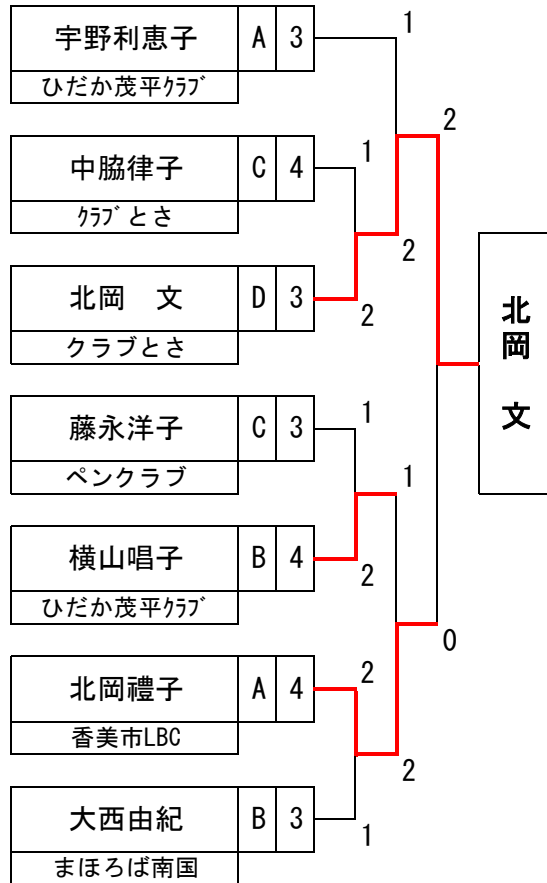 宇野利恵子 A 3
ひだか茂平ｸﾗﾌﾞ
1
2
中脇律子 C 4
ｸﾗﾌﾞとさ
1
2
北岡　文 D 3
クラブとさ
2
北岡　文
藤永洋子 C 3
ペンクラブ
1
1
横山唱子 B 4
ひだか茂平ｸﾗﾌﾞ
2
0
北岡禮子 A 4
香美市LBC
2
2
大西由紀 B 3
まほろば南国
1